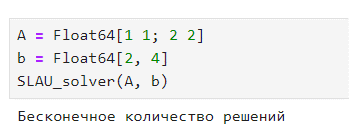 A = Float64[1 1; 2 2]
b = Float64[2, 4]
SLAU_solver(A, b)
Бесконечное количество решений